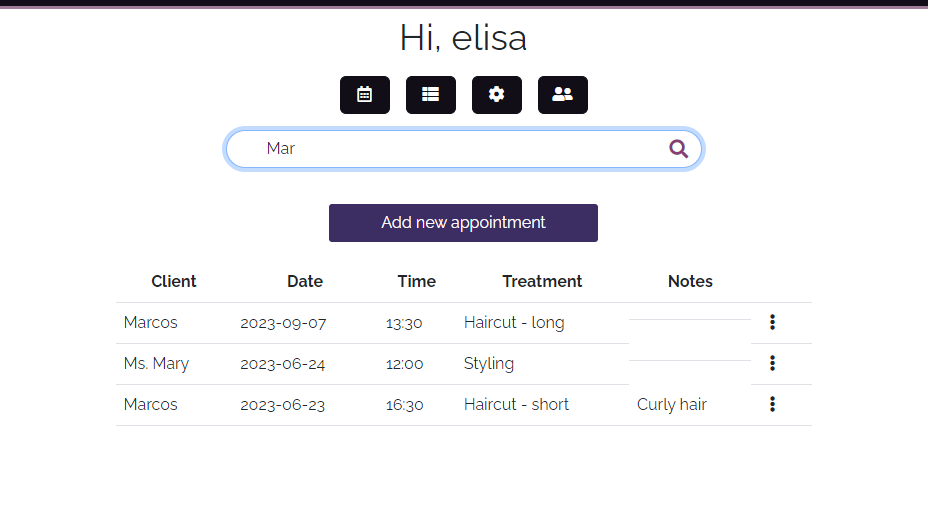 Hi, elisa
Mar
Add new appointment
Client Date Time Treatment Notes
Marcos 2023-09-07 13:30 Haircut - long
Ms. Mary 2023-06-24 12:00 Styling
Marcos 2023-06-23 16:30 Haircut - short Curly hair